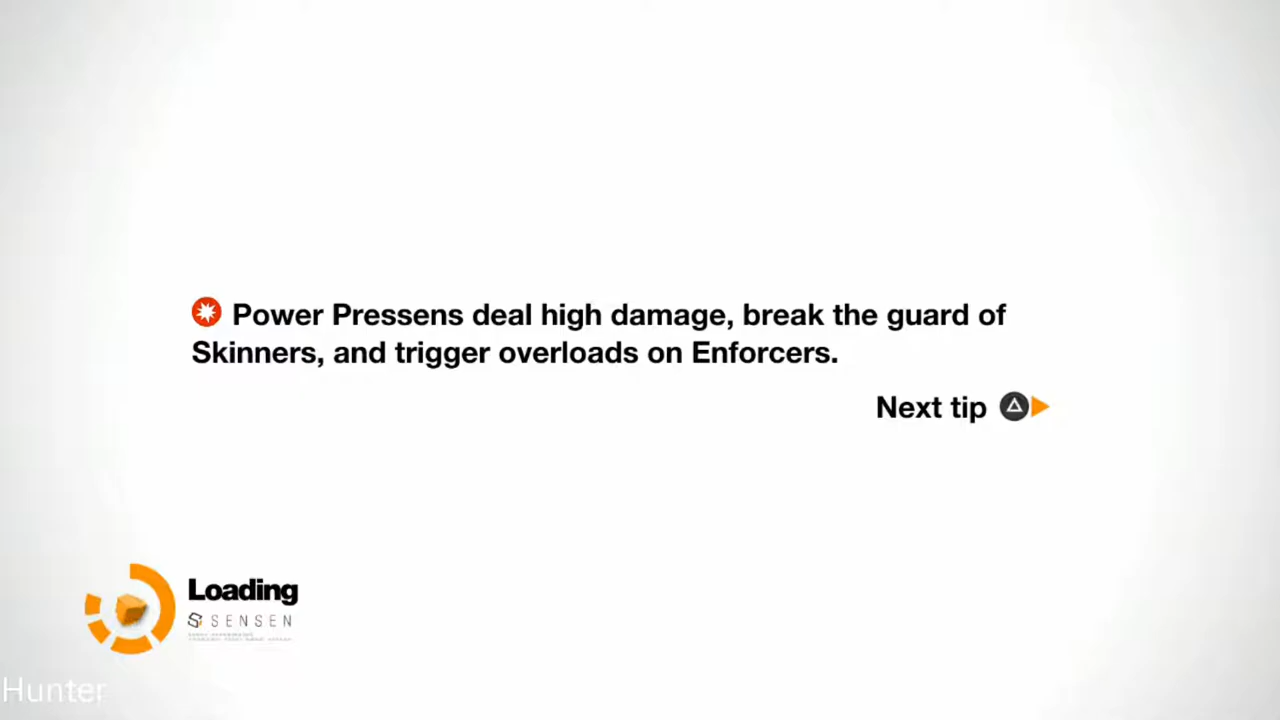 Power Pressens deal high damage, break the guard of
Skinners, and trigger overloads on Enforcers.
Next tip
Loading
SENSEN
Hunter